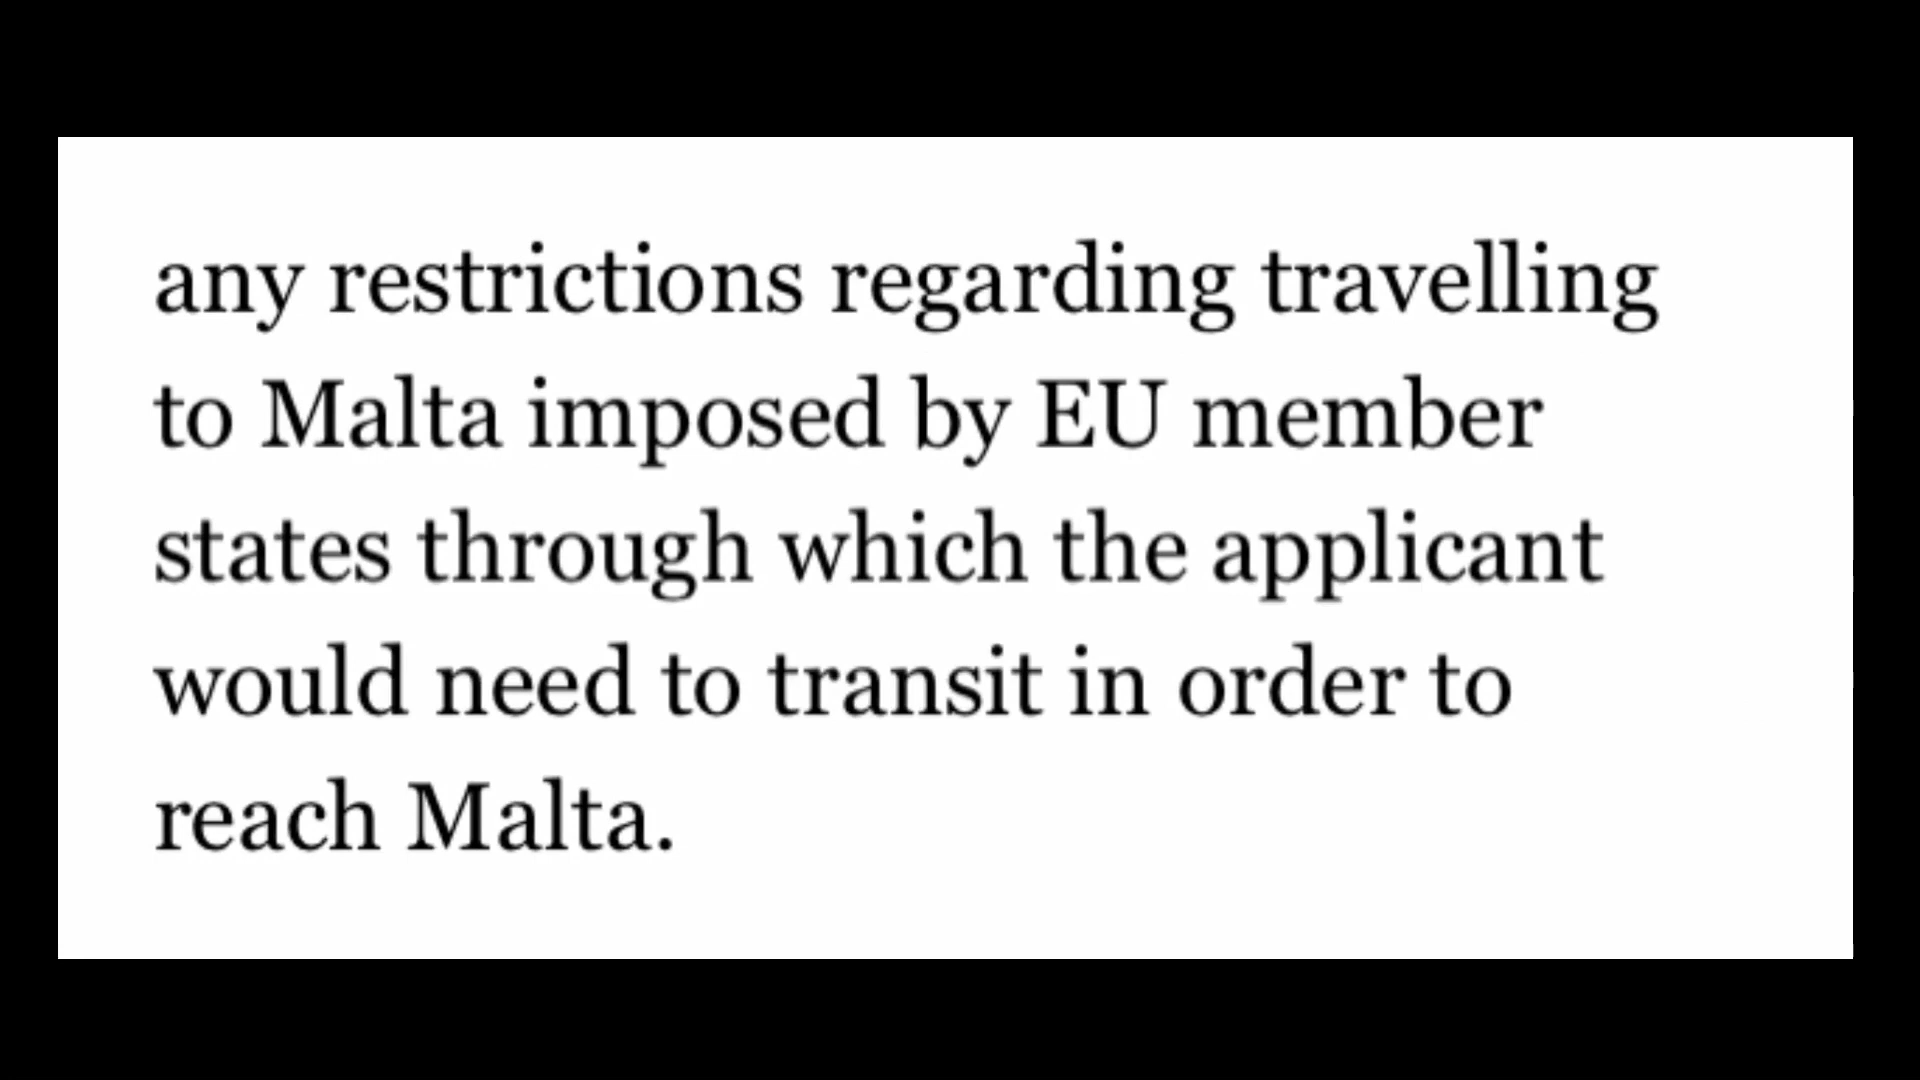 any restrictions regarding travelling
to Malta imposed by EU member
states through which the applicant
would need to transit in order to
reach Malta.